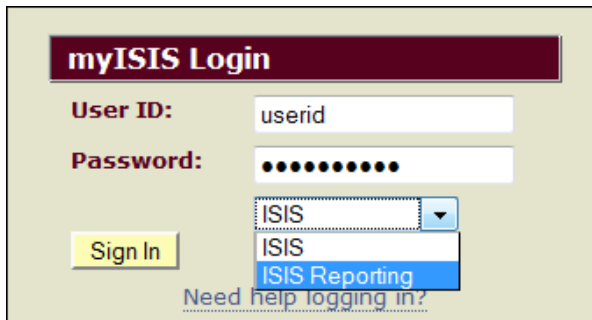 myISIS Login
User ID: userid
Password: ●●●●●●●●●●
ISIS
Sign In ISIS
ISIS Reporting
Need help logging in?